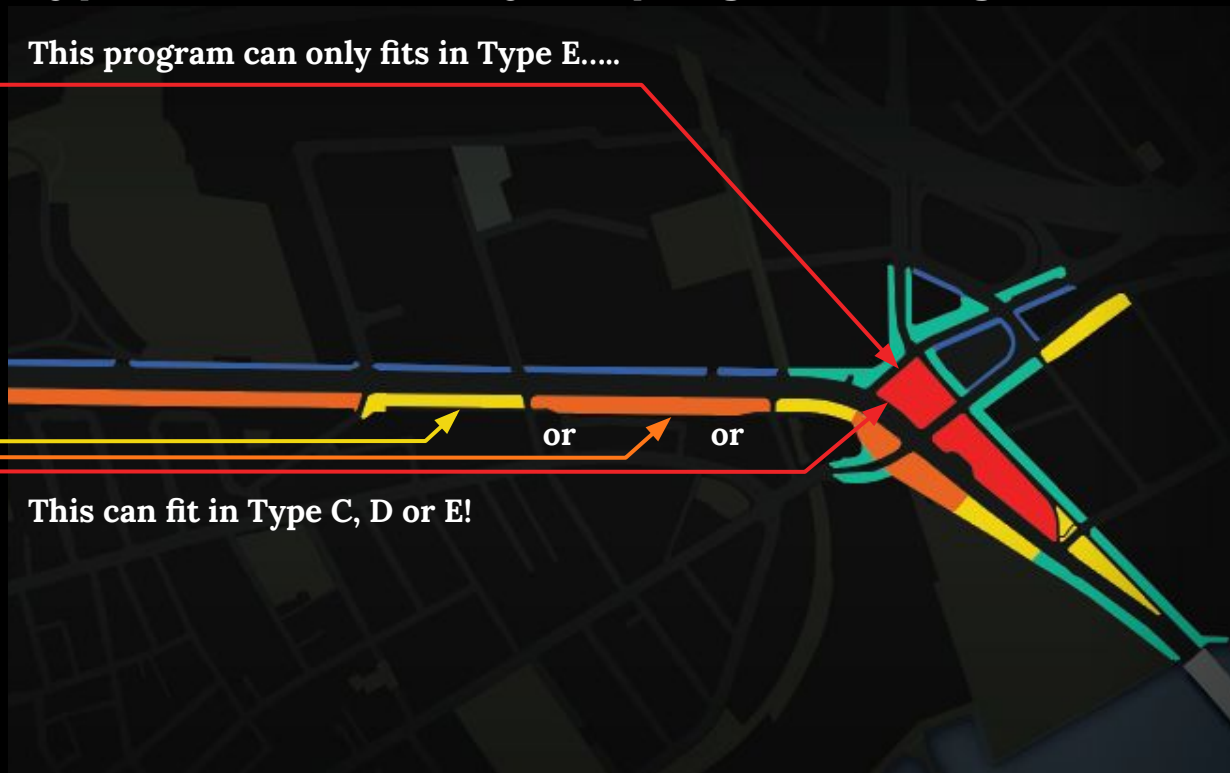 This program can only fits in Type E.....
or
or
This can fit in Type C, D or E!